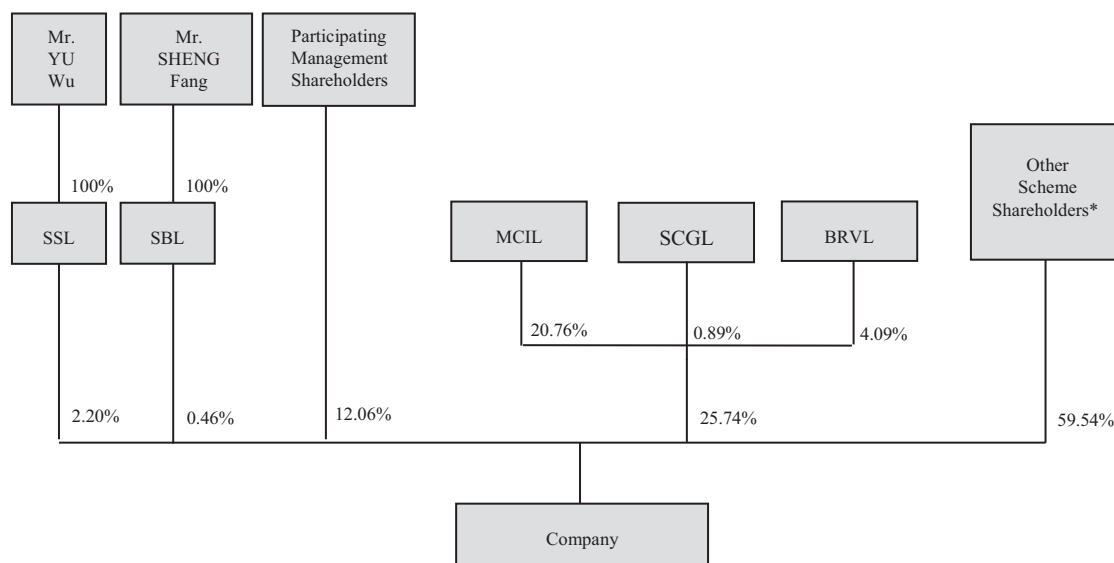 Mr.
YU
Wu
Mr.
SHENG
Fang
Participating
Management
Shareholders
Other
Scheme
Shareholders*
100%
100%
SSL
SBL
MCIL
SCGL
BRVL
20.76%
0.89%
4.09%
2.20%
0.46%
12.06%
25.74%
59.54%
Company